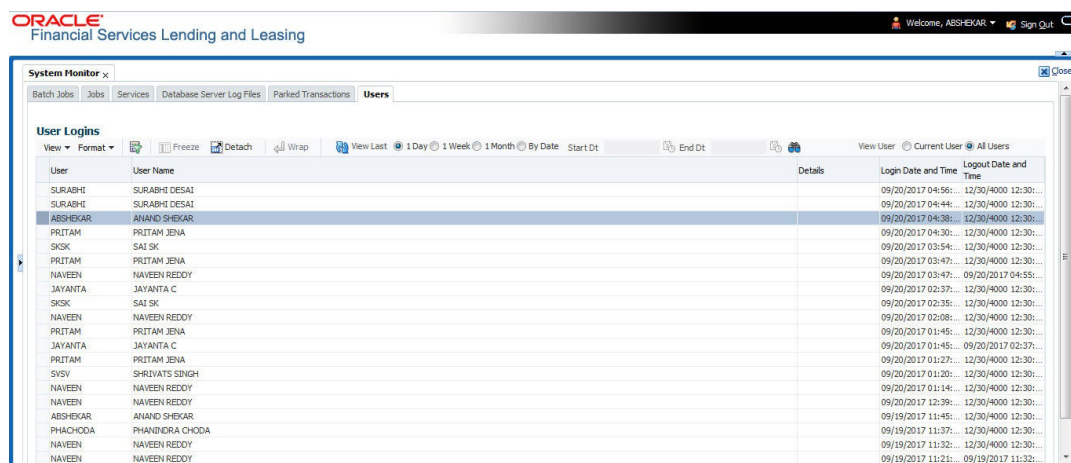 ORACLE
Financial Services Lending and Leasing
Welcome, ABSHEKAR
Sign Out
System Monitor x
Close
Batch Jobs Jobs Services Database Server Log Files Parked Transactions Users
User Logins
View Format Freeze Detach Wrap View Last 1 Day 1 Week 1 Month By Date Start Dt End Dt View User Current User All Users
User User Name Details Login Date and Time Logout Date and Time
SURABHI SURABHI DESAI 09/20/2017 04:56:... 12/30/4000 12:30:...
SURABHI SURABHI DESAI 09/20/2017 04:44:... 12/30/4000 12:30:...
ABSHEKAR ANAND SHEKAR 09/20/2017 04:38:... 12/30/4000 12:30:...
PRITAM PRITAM JENA 09/20/2017 04:30:... 12/30/4000 12:30:...
SKSK SAI SK 09/20/2017 03:54:... 12/30/4000 12:30:...
PRITAM PRITAM JENA 09/20/2017 03:47:... 12/30/4000 12:30:...
NAVEEN NAVEEN REDDY 09/20/2017 03:47:... 09/20/2017 04:55:...
JAYANTA JAYANTA C 09/20/2017 02:37:... 12/30/4000 12:30:...
SKSK SAI SK 09/20/2017 02:35:... 12/30/4000 12:30:...
NAVEEN NAVEEN REDDY 09/20/2017 02:08:... 12/30/4000 12:30:...
PRITAM PRITAM JENA 09/20/2017 01:45:... 12/30/4000 12:30:...
JAYANTA JAYANTA C 09/20/2017 01:45:... 09/20/2017 02:37:...
PRITAM PRITAM JENA 09/20/2017 01:27:... 12/30/4000 12:30:...
SVSV SHRIVATS SINGH 09/20/2017 01:20:... 12/30/4000 12:30:...
NAVEEN NAVEEN REDDY 09/20/2017 01:14:... 12/30/4000 12:30:...
NAVEEN NAVEEN REDDY 09/20/2017 12:39:... 12/30/4000 12:30:...
ABSHEKAR ANAND SHEKAR 09/19/2017 11:45:... 12/30/4000 12:30:...
PHACHODA PHANINDRA CHODA 09/19/2017 11:37:... 12/30/4000 12:30:...
NAVEEN NAVEEN REDDY 09/19/2017 11:32:... 12/30/4000 12:30:...
NAVEEN NAVEEN REDDY 09/19/2017 11:21:... 09/19/2017 11:32:...